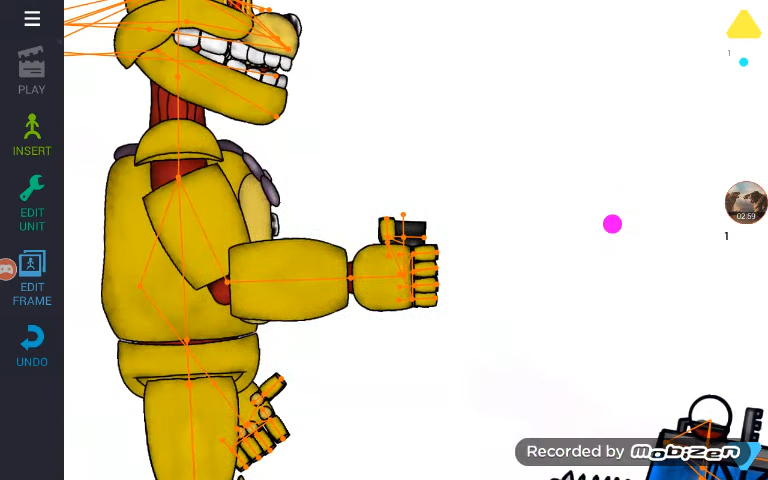 PLAY
INSERT
EDIT
UNIT
EDIT
FRAME
UNDO
1
02:59
1
Recorded by mobizen